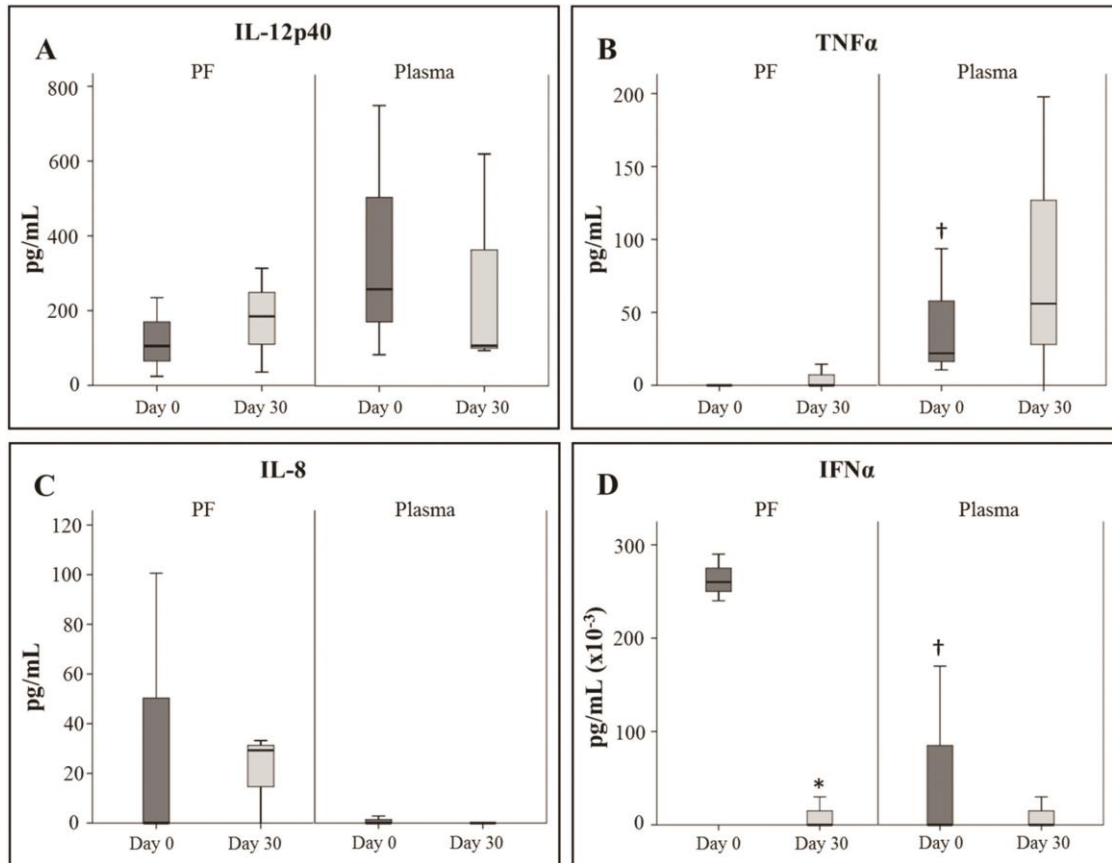 A
IL-12p40
PF
Plasma
800
600
400
200
0
pg/mL
Day 0
Day 30
Day 0
Day 30
B
TNFα
PF
Plasma
200
150
100
50
0
pg/mL
†
Day 0
Day 30
Day 0
Day 30
C
IL-8
PF
Plasma
120
100
80
60
40
20
0
pg/mL
Day 0
Day 30
Day 0
Day 30
D
IFNα
PF
Plasma
300
200
100
0
pg/mL (x10⁻³)
*
†
Day 0
Day 30
Day 0
Day 30